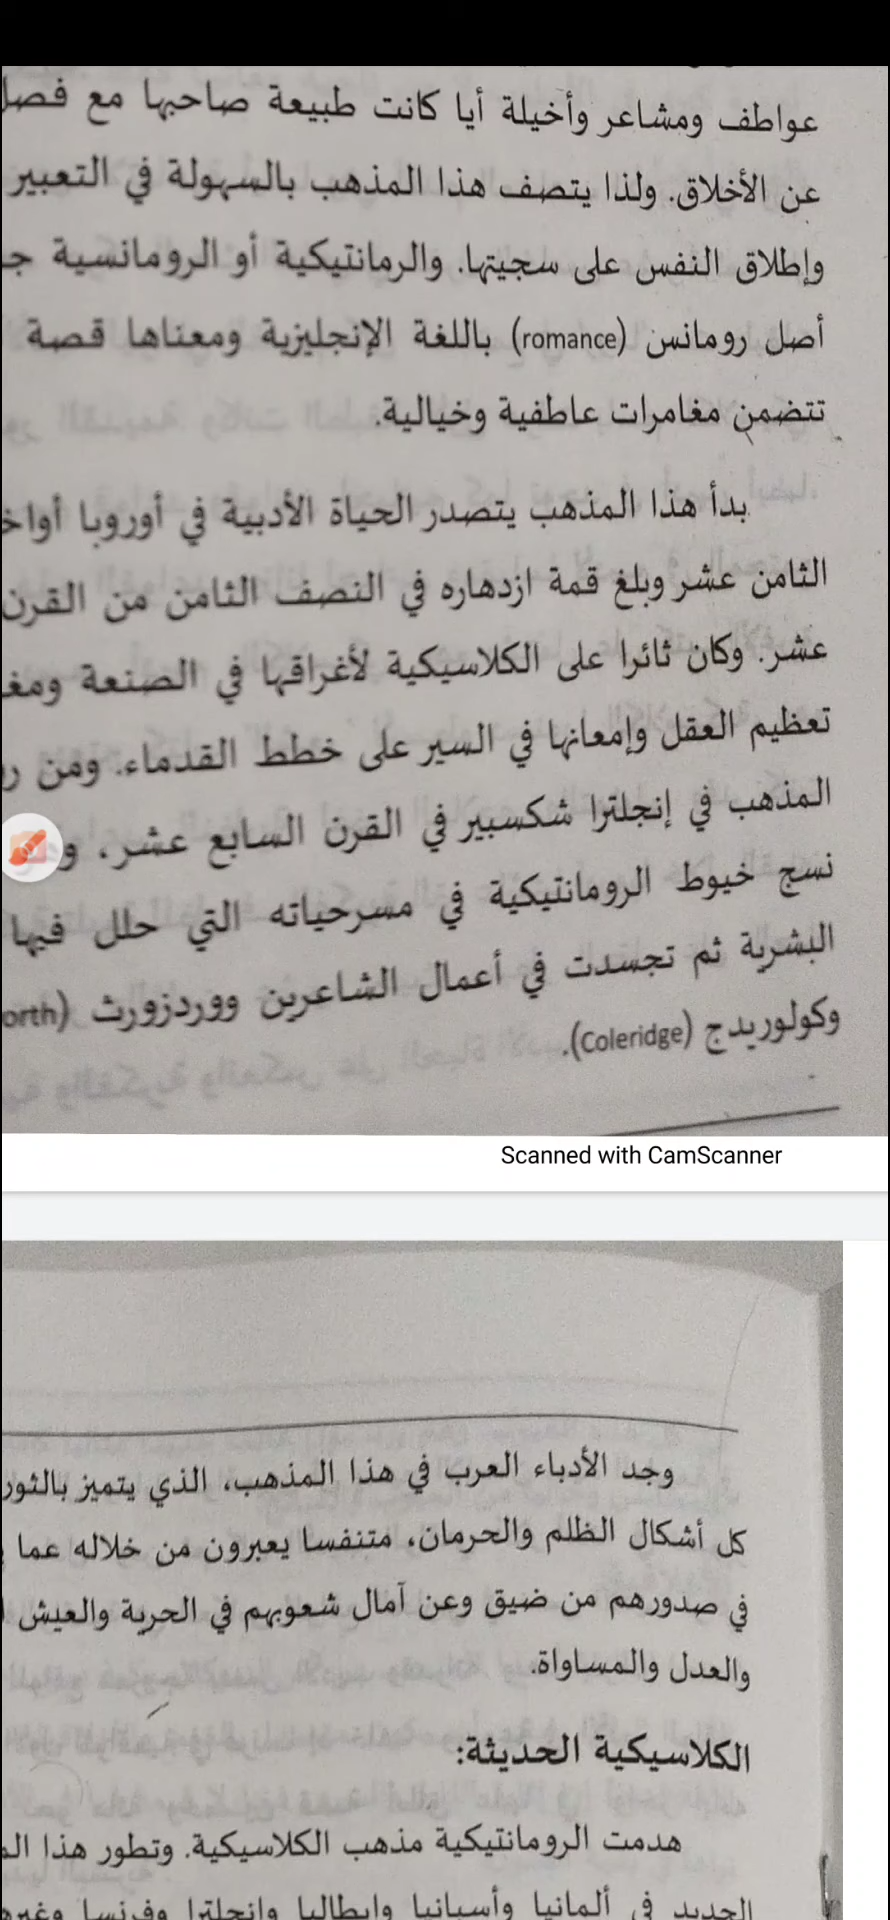 عواطف ومشاعر وأخيلة أيا كانت طبيعة صاحبها مع فصل
عن الأخلاق. ولذا يتصف هذا المذهب بالسهولة في التعبير
وإطلاق النفس على سجيتها. والرمانتيكية أو الرومانسية
أصل رومانس (romance) باللغة الإنجليزية ومعناها قصة
تتضمن مغامرات عاطفية وخيالية.
بدأ هذا المذهب يتصدر الحياة الأدبية في أوروبا
الثامن عشر وبلغ قمة ازدهاره في النصف الثامن من القرن
عشر. وكان ثائرا على الكلاسيكية لأغراقها في الصنعة
تعظيم العقل وإمعانها في السير على خطط القدماء. ومن
المذهب في إنجلترا شكسبير في القرن السابع عشر،
نسج خيوط الرومانتيكية في مسرحياته التي حلل فيها
البشرية ثم تجسدت في أعمال الشاعرين ووردزورث (orth
وكولوريدج (Coleridge).
Scanned with CamScanner
وجد الأدباء العرب في هذا المذهب، الذي يتميز
كل أشكال الظلم والحرمان، متنفسا يعبرون من خلاله عما
في صدورهم من ضيق وعن آمال شعوبهم في الحرية والعيش
والعدل والمساواة.
الكلاسيكية الحديثة:
هدمت الرومانتيكية مذهب الكلاسيكية. وتطور هذا
الجديد في ألمانيا وأسبانيا وإيطاليا وإنجلترا وفرنسا